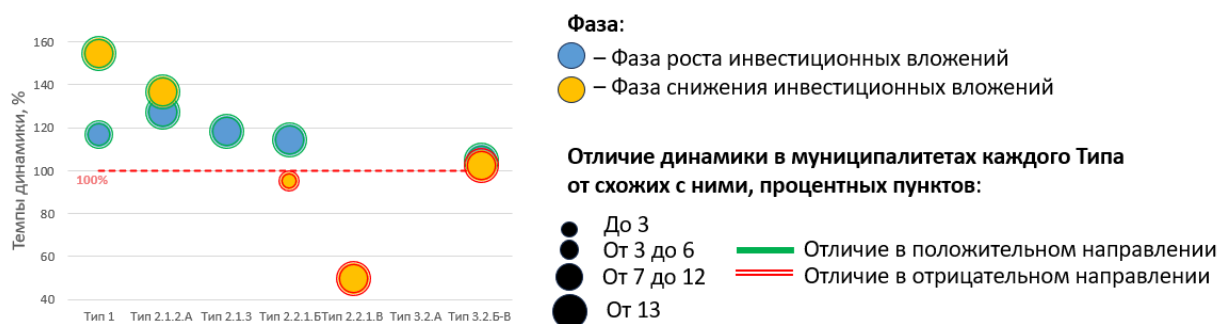 Темпы динамики, %
160
140
120
100
80
60
40
100%
Тип 1 Тип 2.1.2.А Тип 2.1.3 Тип 2.2.1.Б Тип 2.2.1.В Тип 3.2.А Тип 3.2.Б-В
Фаза:
– Фаза роста инвестиционных вложений
– Фаза снижения инвестиционных вложений
Отличие динамики в муниципалитетах каждого Типа
от схожих с ними, процентных пунктов:
До 3
От 3 до 6
От 7 до 12
От 13
Отличие в положительном направлении
Отличие в отрицательном направлении